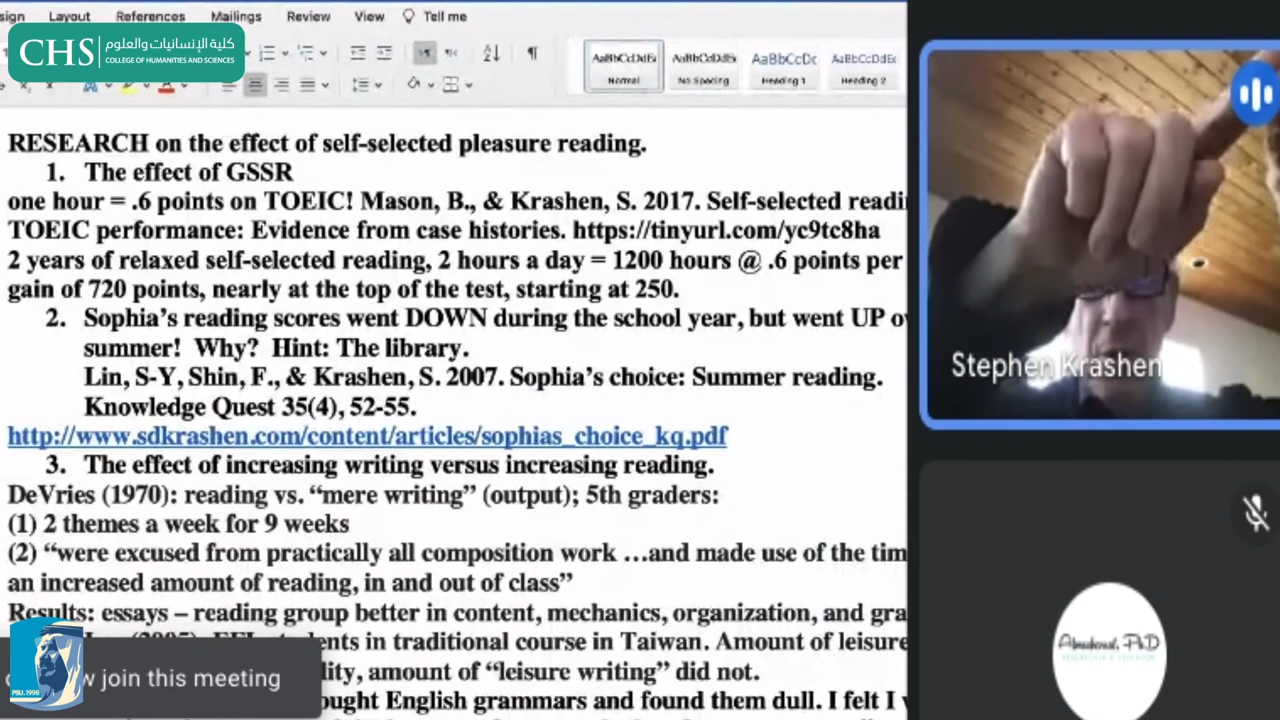 sign Layout References Mailings Review View Tell me
CHS كلية الإنسانيات والعلوم
COLLEGE OF HUMANITIES AND SCIENCES
AaBbCcDdEe AaBbCcDdEe AaBbCcDc AaBbCcDdEe
Normal No Spacing Heading 1 Heading 2
RESEARCH on the effect of self-selected pleasure reading.
1. The effect of GSSR
one hour = .6 points on TOEIC! Mason, B., & Krashen, S. 2017. Self-selected readi
TOEIC performance: Evidence from case histories. https://tinyurl.com/yc9tc8ha
2 years of relaxed self-selected reading, 2 hours a day = 1200 hours @ .6 points per
gain of 720 points, nearly at the top of the test, starting at 250.
2. Sophia's reading scores went DOWN during the school year, but went UP ov
summer! Why? Hint: The library.
Lin, S-Y, Shin, F., & Krashen, S. 2007. Sophia's choice: Summer reading.
Knowledge Quest 35(4), 52-55.
http://www.sdkrashen.com/content/articles/sophias_choice_kq.pdf
3. The effect of increasing writing versus increasing reading.
DeVries (1970): reading vs. “mere writing” (output); 5th graders:
(1) 2 themes a week for 9 weeks
(2) “were excused from practically all composition work …and made use of the tim
an increased amount of reading, in and out of class”
Results: essays – reading group better in content, mechanics, organization, and gra
ents in traditional course in Taiwan. Amount of leisure
lity, amount of “leisure writing” did not.
ought English grammars and found them dull. I felt I
w join this meeting
PSU.1998
Stephen Krashen